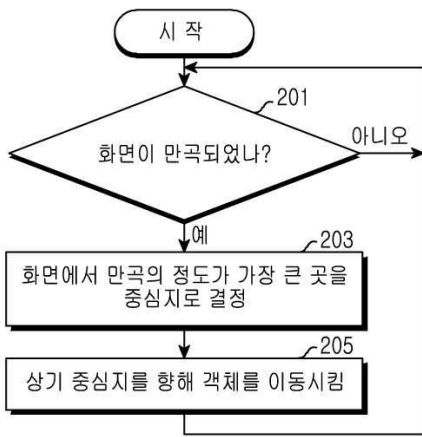 시 작
201
화면이 만곡되었나?
아니오
예
203
화면에서 만곡의 정도가 가장 큰 곳을
중심지로 결정
205
상기 중심지를 향해 객체를 이동시킴